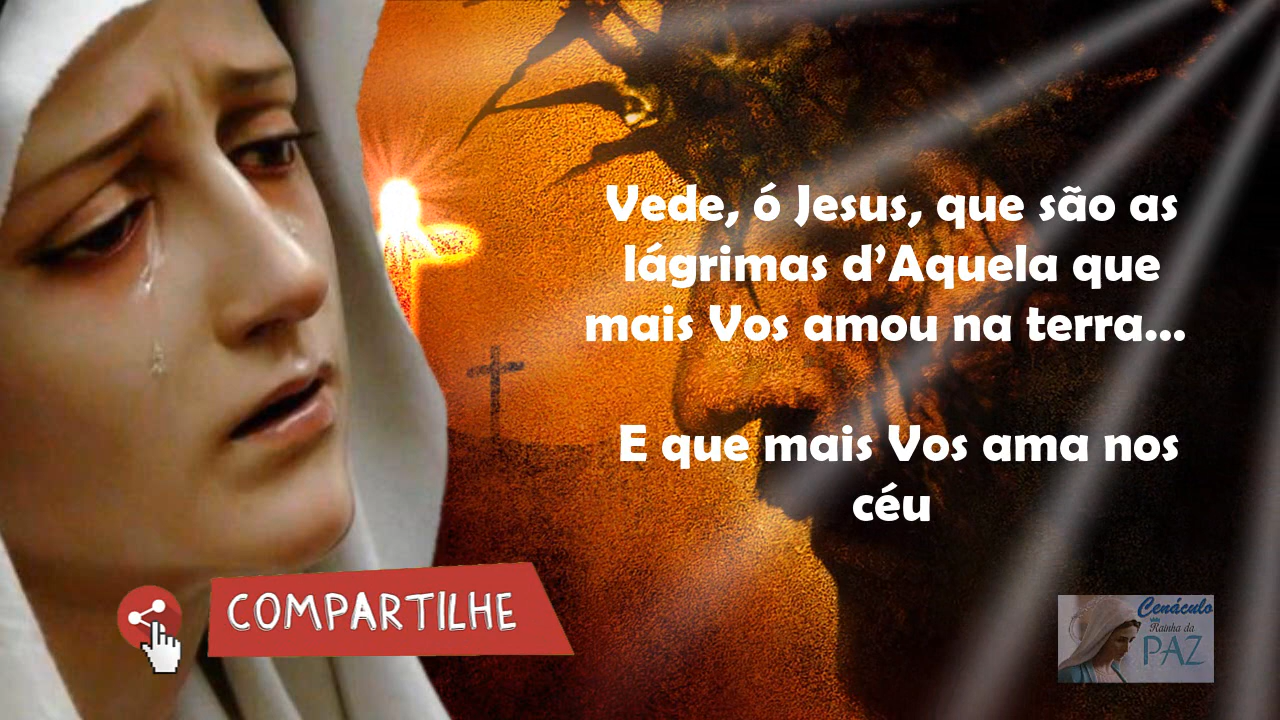 Vede, ó Jesus, que são as
lágrimas d’Aquela que
mais Vos amou na terra...
E que mais Vos ama nos
céu
COMPARTILHE
Cenáculo
Rainha da
PAZ